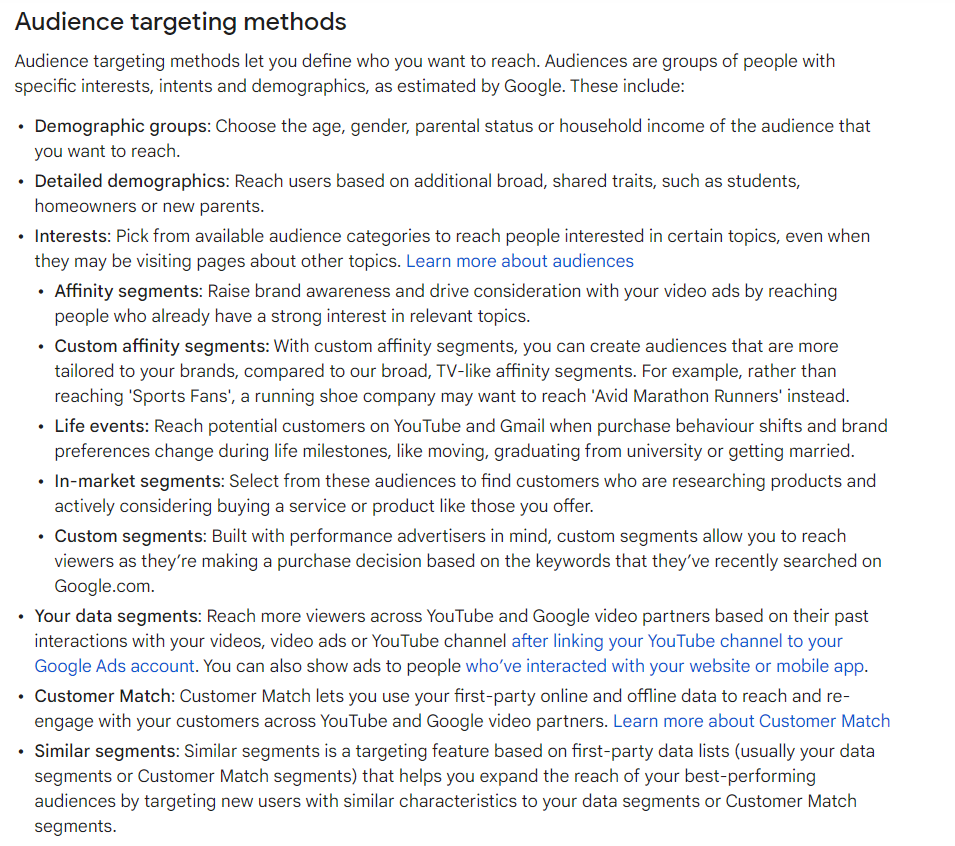 Audience targeting methods
Audience targeting methods let you define who you want to reach. Audiences are groups of people with
specific interests, intents and demographics, as estimated by Google. These include:
• Demographic groups: Choose the age, gender, parental status or household income of the audience that
you want to reach.
• Detailed demographics: Reach users based on additional broad, shared traits, such as students,
homeowners or new parents.
• Interests: Pick from available audience categories to reach people interested in certain topics, even when
they may be visiting pages about other topics. Learn more about audiences
• Affinity segments: Raise brand awareness and drive consideration with your video ads by reaching
people who already have a strong interest in relevant topics.
• Custom affinity segments: With custom affinity segments, you can create audiences that are more
tailored to your brands, compared to our broad, TV-like affinity segments. For example, rather than
reaching 'Sports Fans', a running shoe company may want to reach 'Avid Marathon Runners' instead.
• Life events: Reach potential customers on YouTube and Gmail when purchase behaviour shifts and brand
preferences change during life milestones, like moving, graduating from university or getting married.
• In-market segments: Select from these audiences to find customers who are researching products and
actively considering buying a service or product like those you offer.
• Custom segments: Built with performance advertisers in mind, custom segments allow you to reach
viewers as they’re making a purchase decision based on the keywords that they’ve recently searched on
Google.com.
• Your data segments: Reach more viewers across YouTube and Google video partners based on their past
interactions with your videos, video ads or YouTube channel after linking your YouTube channel to your
Google Ads account. You can also show ads to people who’ve interacted with your website or mobile app.
• Customer Match: Customer Match lets you use your first-party online and offline data to reach and re-
engage with your customers across YouTube and Google video partners. Learn more about Customer Match
• Similar segments: Similar segments is a targeting feature based on first-party data lists (usually your data
segments or Customer Match segments) that helps you expand the reach of your best-performing
audiences by targeting new users with similar characteristics to your data segments or Customer Match
segments.